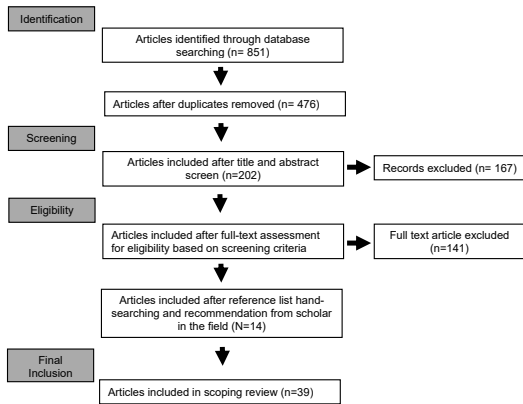 Identification
Articles identified through database
searching (n= 851)
Articles after duplicates removed (n= 476)
Screening
Articles included after title and abstract
screen (n=202)
Records excluded (n= 167)
Eligibility
Articles included after full-text assessment
for eligibility based on screening criteria
Full text article excluded
(n=141)
Articles included after reference list hand-
searching and recommendation from scholar
in the field (N=14)
Final
Inclusion
Articles included in scoping review (n=39)